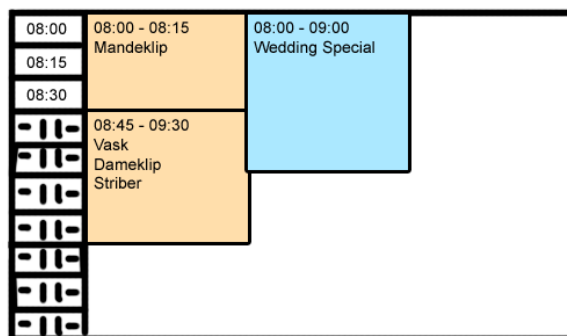 08:00
08:15
08:30
08:00 - 08:15
Mandeklip
08:45 - 09:30
Vask
Dameklip
Striber
08:00 - 09:00
Wedding Special